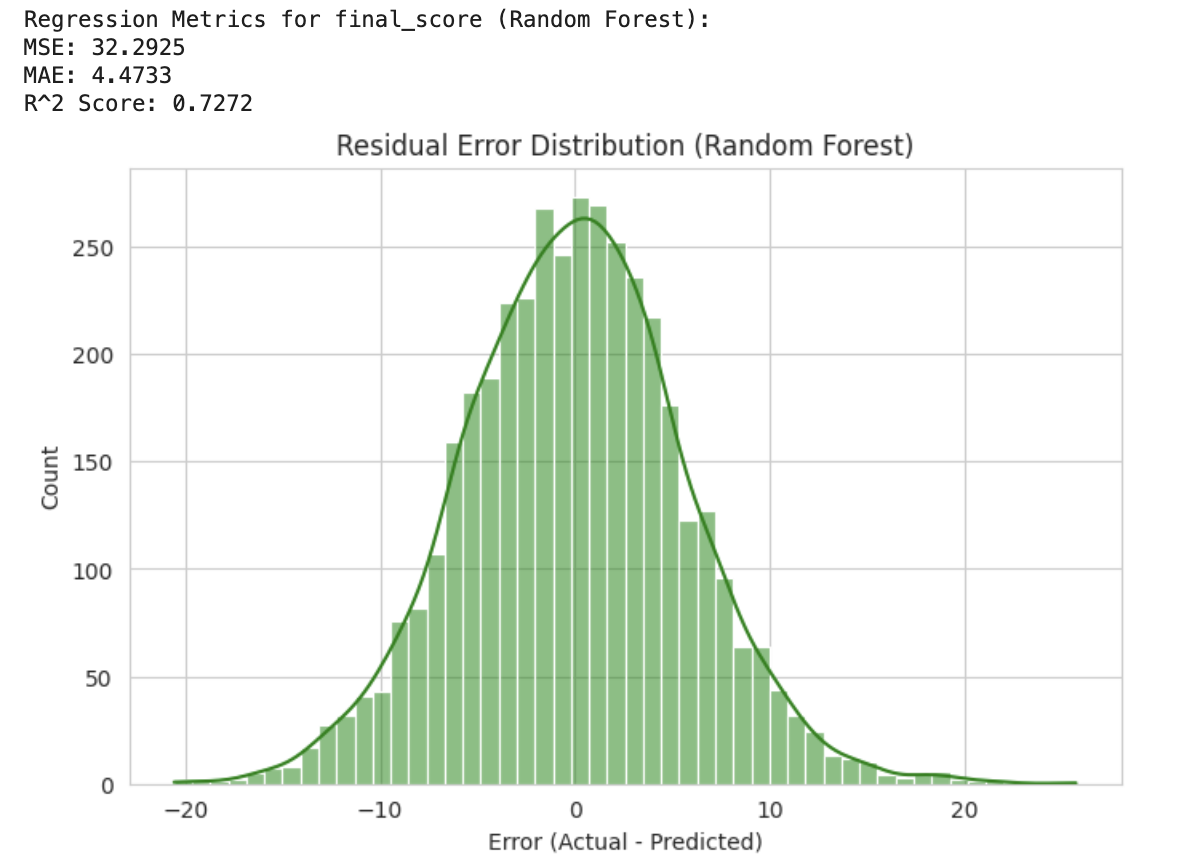 Regression Metrics for final_score (Random Forest):
MSE: 32.2925
MAE: 4.4733
R^2 Score: 0.7272
Residual Error Distribution (Random Forest)
250
200
150
100
50
0
Count
−20
−10
0
10
20
Error (Actual - Predicted)